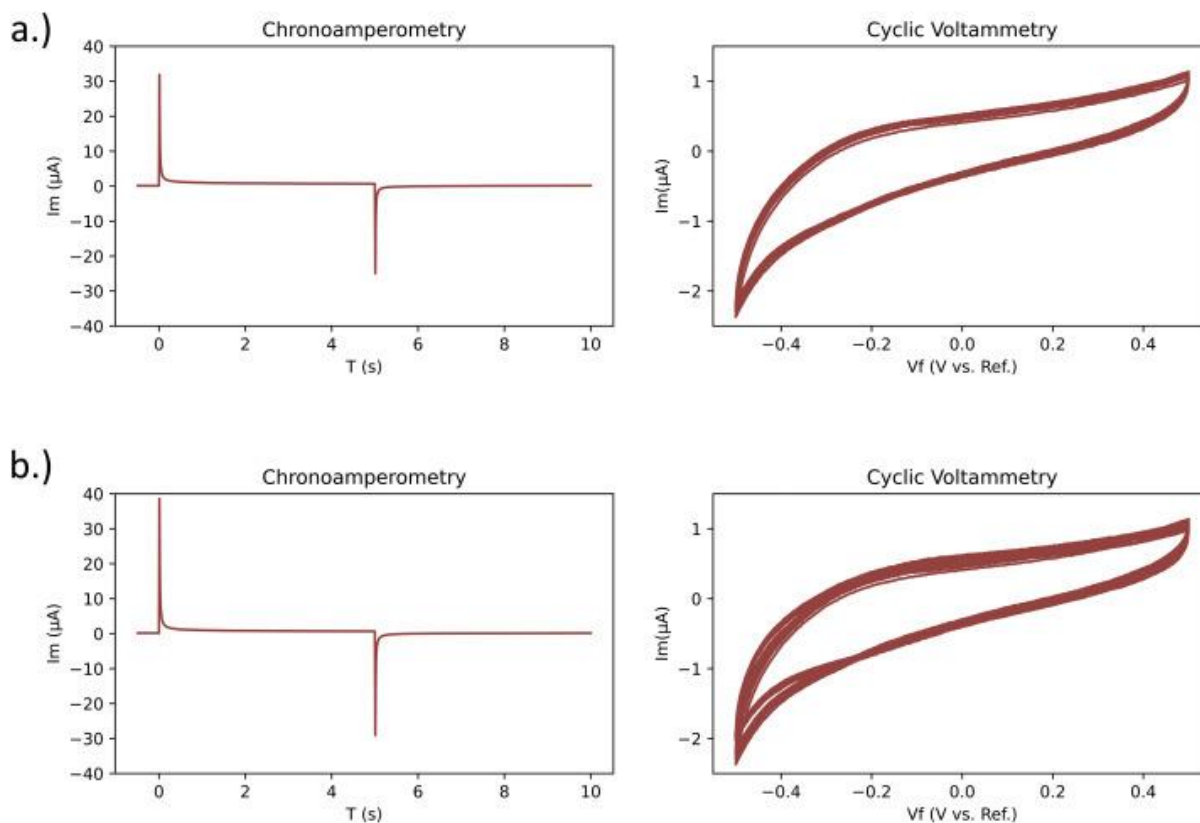 a.)
Chronoamperometry
Im (µA)
40
30
20
10
0
−10
−20
−30
−40
0 2 4 6 8 10
T (s)
Cyclic Voltammetry
Im(µA)
1
0
−1
−2
−0.4 −0.2 0.0 0.2 0.4
Vf (V vs. Ref.)
b.)
Chronoamperometry
Im (µA)
40
30
20
10
0
−10
−20
−30
−40
0 2 4 6 8 10
T (s)
Cyclic Voltammetry
Im(µA)
1
0
−1
−2
−0.4 −0.2 0.0 0.2 0.4
Vf (V vs. Ref.)